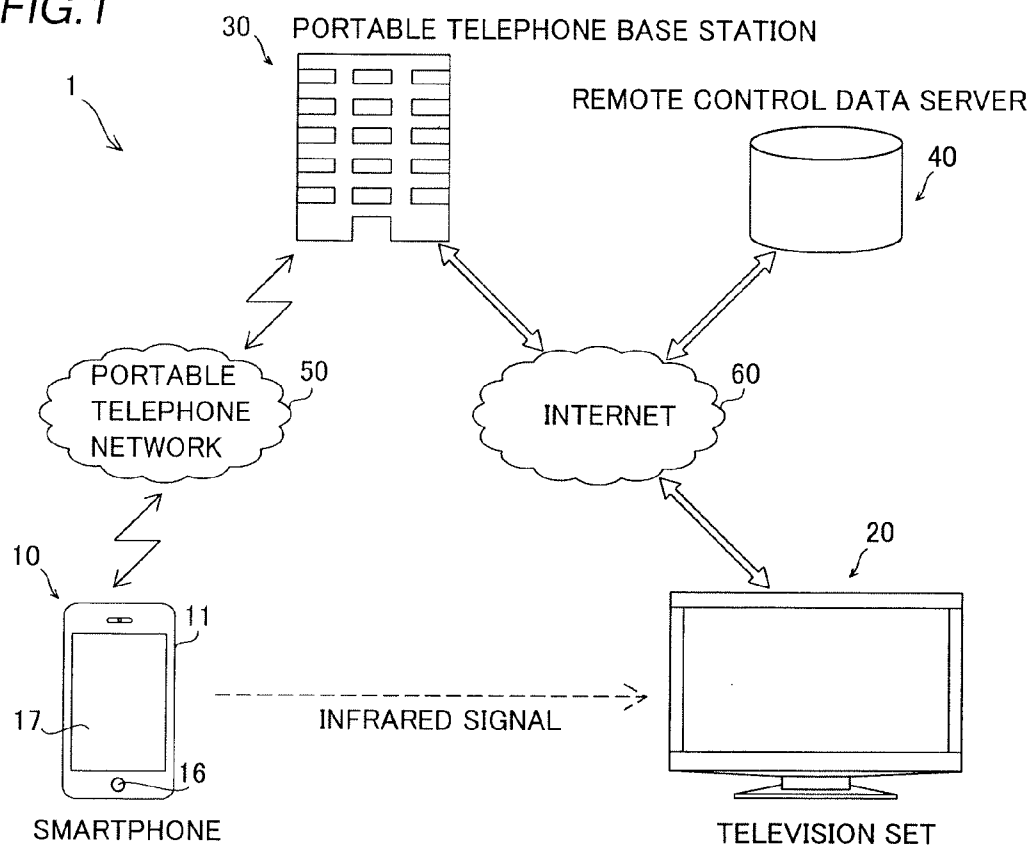 FIG.1
30
PORTABLE TELEPHONE BASE STATION
1
REMOTE CONTROL DATA SERVER
40
PORTABLE
TELEPHONE
NETWORK
50
INTERNET
60
10
11
17
16
SMARTPHONE
INFRARED SIGNAL
20
TELEVISION SET